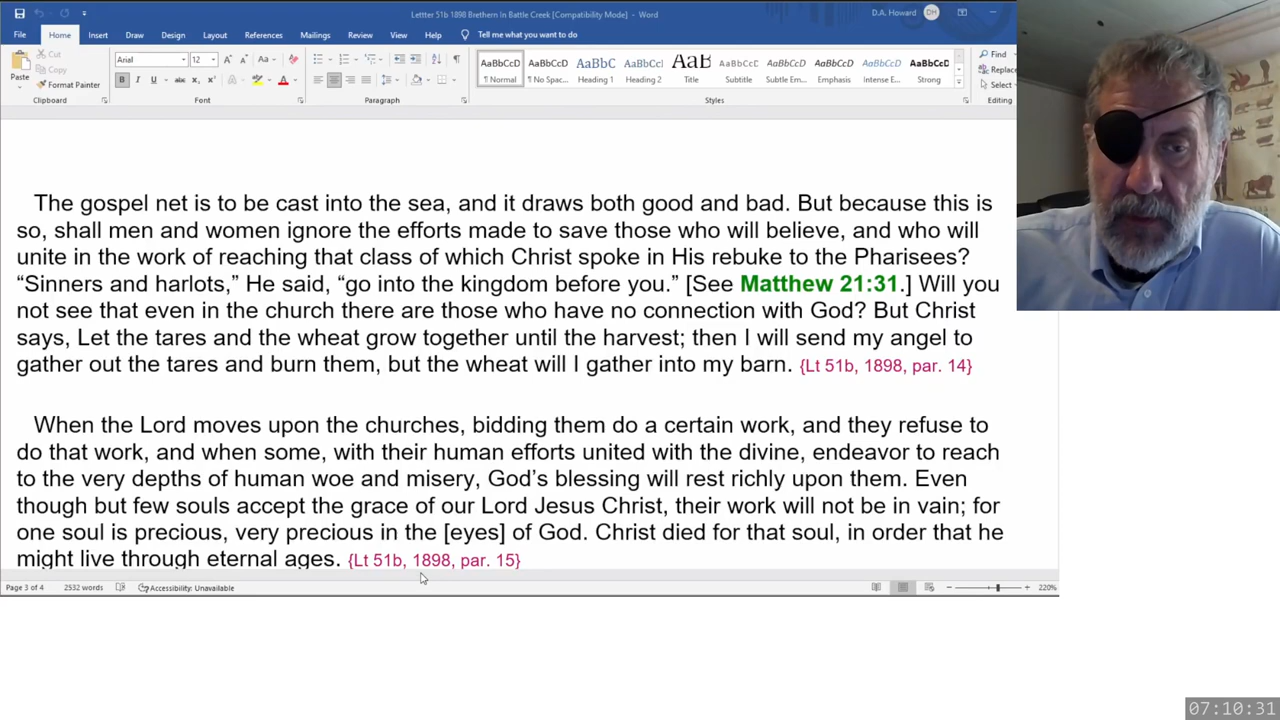 Lettter 51b 1898 Brethern In Battle Creek [Compatibility Mode] - Word
D.A. Howard DH
File Home Insert Draw Design Layout References Mailings Review View Help Tell me what you want to do
Cut
Copy
Format Painter
Paste
Arial 12
Clipboard Font Paragraph Styles Editing
AaBbCcD AaBbCcD AaBbCc AaBbCcI AaB AaBbCcD AaBbCcD AaBbCcD AaBbCcD AaBbCcD
¶ Normal ¶ No Spac... Heading 1 Heading 2 Title Subtitle Subtle Em... Emphasis Intense E... Strong
Find
Replace
Select
The gospel net is to be cast into the sea, and it draws both good and bad. But because this is
so, shall men and women ignore the efforts made to save those who will believe, and who will
unite in the work of reaching that class of which Christ spoke in His rebuke to the Pharisees?
“Sinners and harlots,” He said, “go into the kingdom before you.” [See Matthew 21:31.] Will you
not see that even in the church there are those who have no connection with God? But Christ
says, Let the tares and the wheat grow together until the harvest; then I will send my angel to
gather out the tares and burn them, but the wheat will I gather into my barn. {Lt 51b, 1898, par. 14}
When the Lord moves upon the churches, bidding them do a certain work, and they refuse to
do that work, and when some, with their human efforts united with the divine, endeavor to reach
to the very depths of human woe and misery, God’s blessing will rest richly upon them. Even
though but few souls accept the grace of our Lord Jesus Christ, their work will not be in vain; for
one soul is precious, very precious in the [eyes] of God. Christ died for that soul, in order that he
might live through eternal ages. {Lt 51b, 1898, par. 15}
Page 3 of 4 2532 words Accessibility: Unavailable 220%
07:10:31